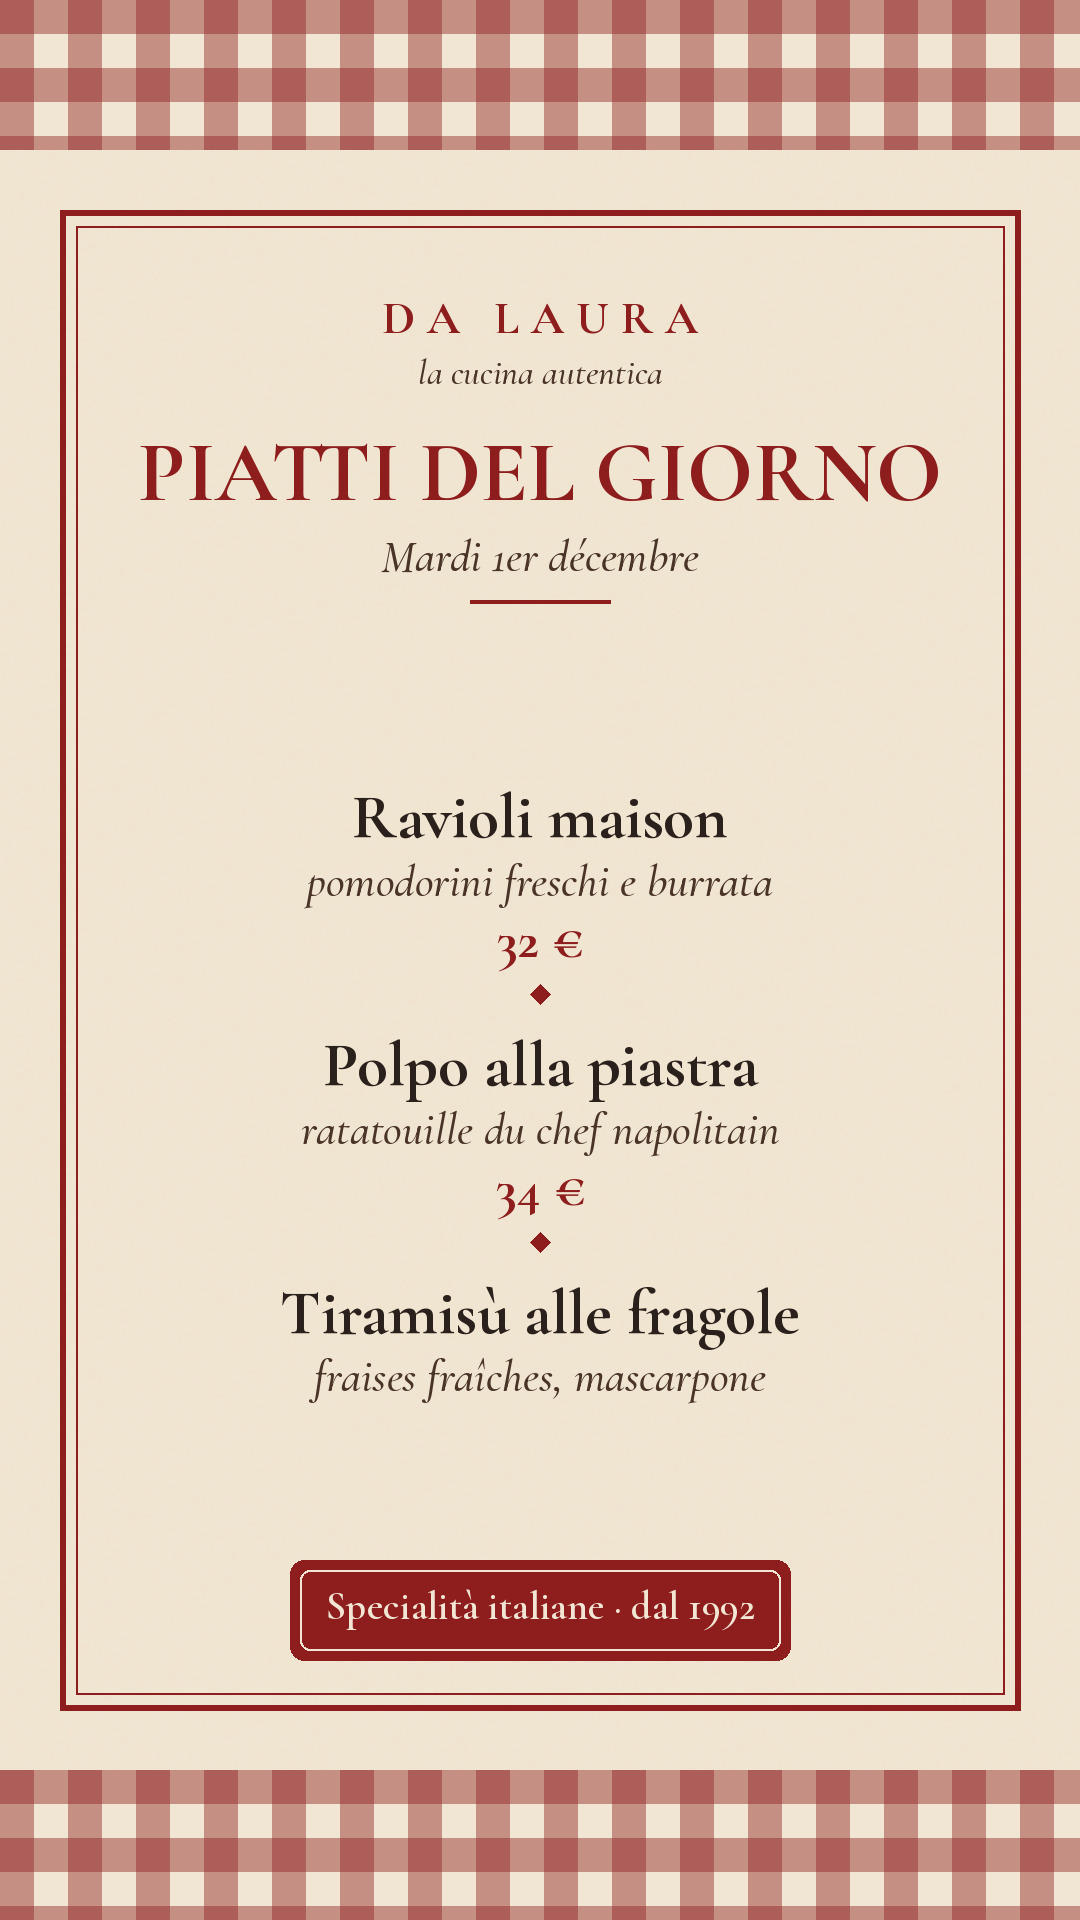 DA LAURA
la cucina autentica
PIATTI DEL GIORNO
Mardi 1er décembre
Ravioli maison
pomodorini freschi e burrata
32 €
Polpo alla piastra
ratatouille du chef napolitain
34 €
Tiramisù alle fragole
fraises fraîches, mascarpone
Specialità italiane · dal 1992